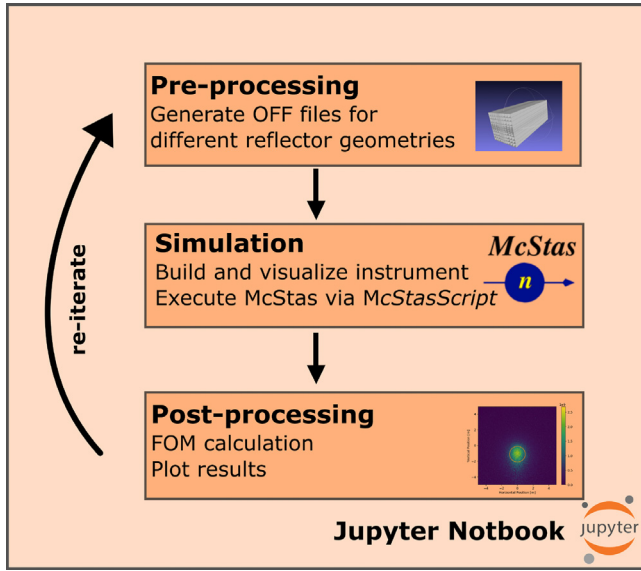 Pre-processing
Generate OFF files for
different reflector geometries
Simulation
McStas
Build and visualize instrument
n
Execute McStas via McStasScript
re-iterate
Post-processing
FOM calculation
Plot results
Jupyter Notbook
jupyter